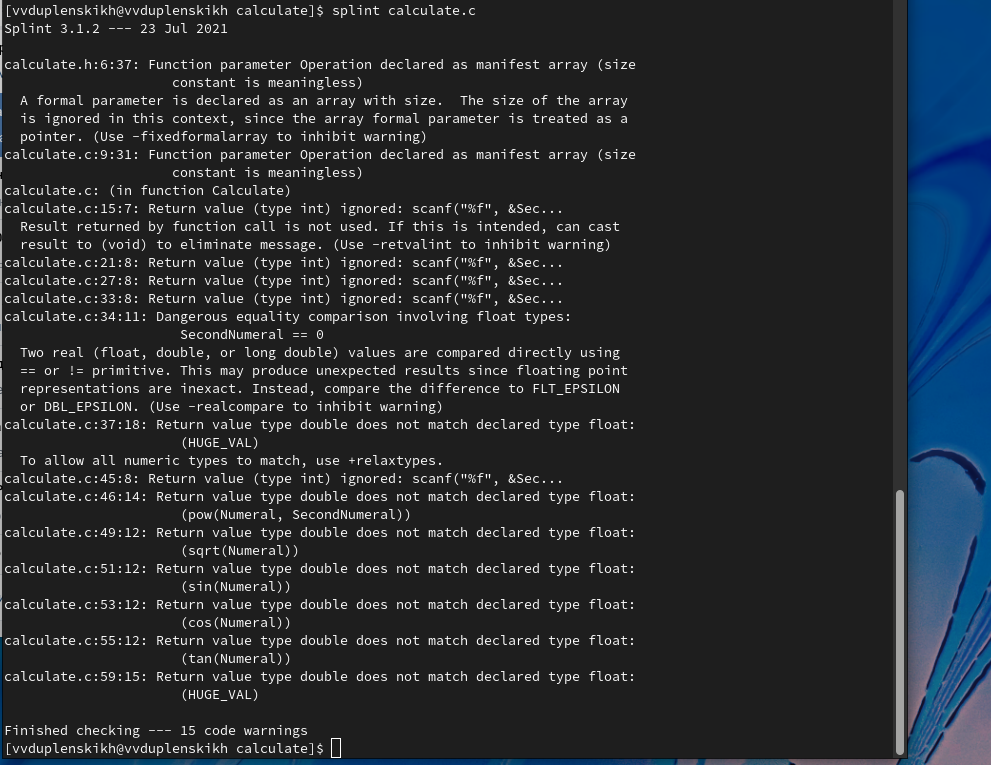 [vvduplenskikh@vvduplenskikh calculate]$ splint calculate.c
Splint 3.1.2 --- 23 Jul 2021
calculate.h:6:37: Function parameter Operation declared as manifest array (size
constant is meaningless)
A formal parameter is declared as an array with size.  The size of the array
is ignored in this context, since the array formal parameter is treated as a
pointer. (Use -fixedformalarray to inhibit warning)
calculate.c:9:31: Function parameter Operation declared as manifest array (size
constant is meaningless)
calculate.c: (in function Calculate)
calculate.c:15:7: Return value (type int) ignored: scanf("%f", &Sec...
Result returned by function call is not used. If this is intended, can cast
result to (void) to eliminate message. (Use -retvalint to inhibit warning)
calculate.c:21:8: Return value (type int) ignored: scanf("%f", &Sec...
calculate.c:27:8: Return value (type int) ignored: scanf("%f", &Sec...
calculate.c:33:8: Return value (type int) ignored: scanf("%f", &Sec...
calculate.c:34:11: Dangerous equality comparison involving float types:
SecondNumeral == 0
Two real (float, double, or long double) values are compared directly using
== or != primitive. This may produce unexpected results since floating point
representations are inexact. Instead, compare the difference to FLT_EPSILON
or DBL_EPSILON. (Use -realcompare to inhibit warning)
calculate.c:37:18: Return value type double does not match declared type float:
(HUGE_VAL)
To allow all numeric types to match, use +relaxtypes.
calculate.c:45:8: Return value (type int) ignored: scanf("%f", &Sec...
calculate.c:46:14: Return value type double does not match declared type float:
(pow(Numeral, SecondNumeral))
calculate.c:49:12: Return value type double does not match declared type float:
(sqrt(Numeral))
calculate.c:51:12: Return value type double does not match declared type float:
(sin(Numeral))
calculate.c:53:12: Return value type double does not match declared type float:
(cos(Numeral))
calculate.c:55:12: Return value type double does not match declared type float:
(tan(Numeral))
calculate.c:59:15: Return value type double does not match declared type float:
(HUGE_VAL)
Finished checking --- 15 code warnings
[vvduplenskikh@vvduplenskikh calculate]$